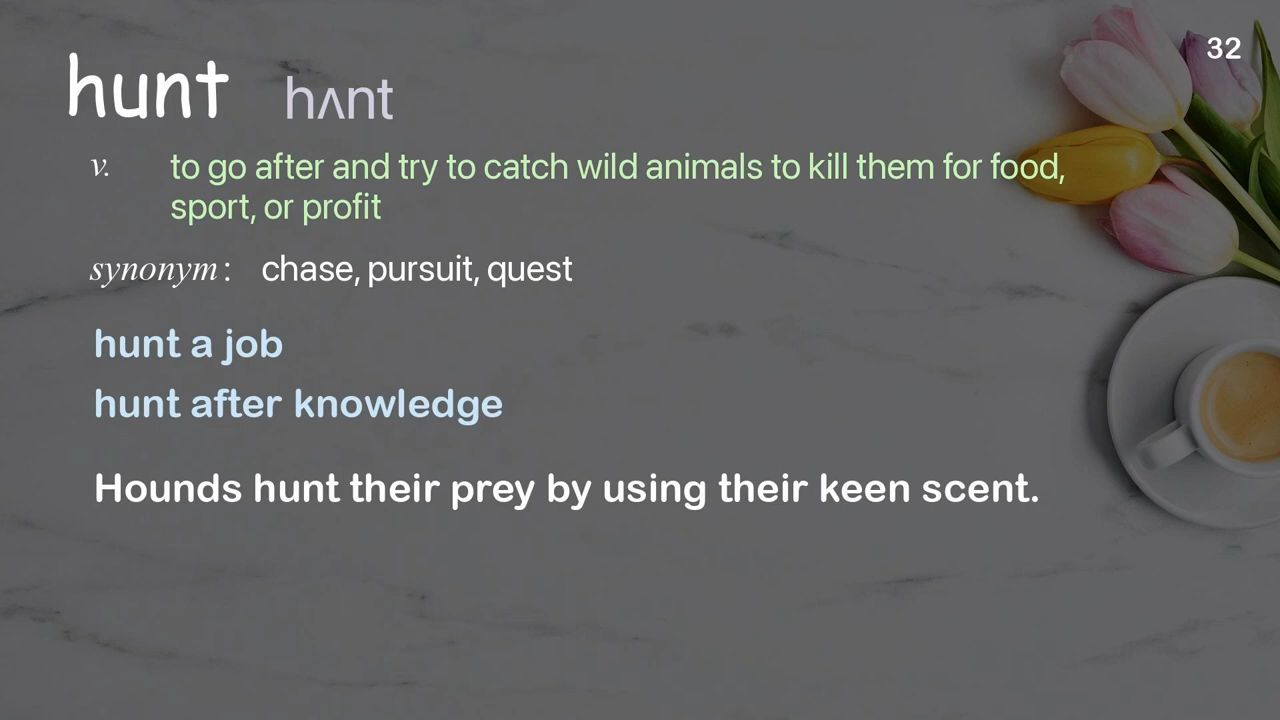 32
hunt hʌnt
v. to go after and try to catch wild animals to kill them for food,
sport, or profit
synonym: chase, pursuit, quest
hunt a job
hunt after knowledge
Hounds hunt their prey by using their keen scent.